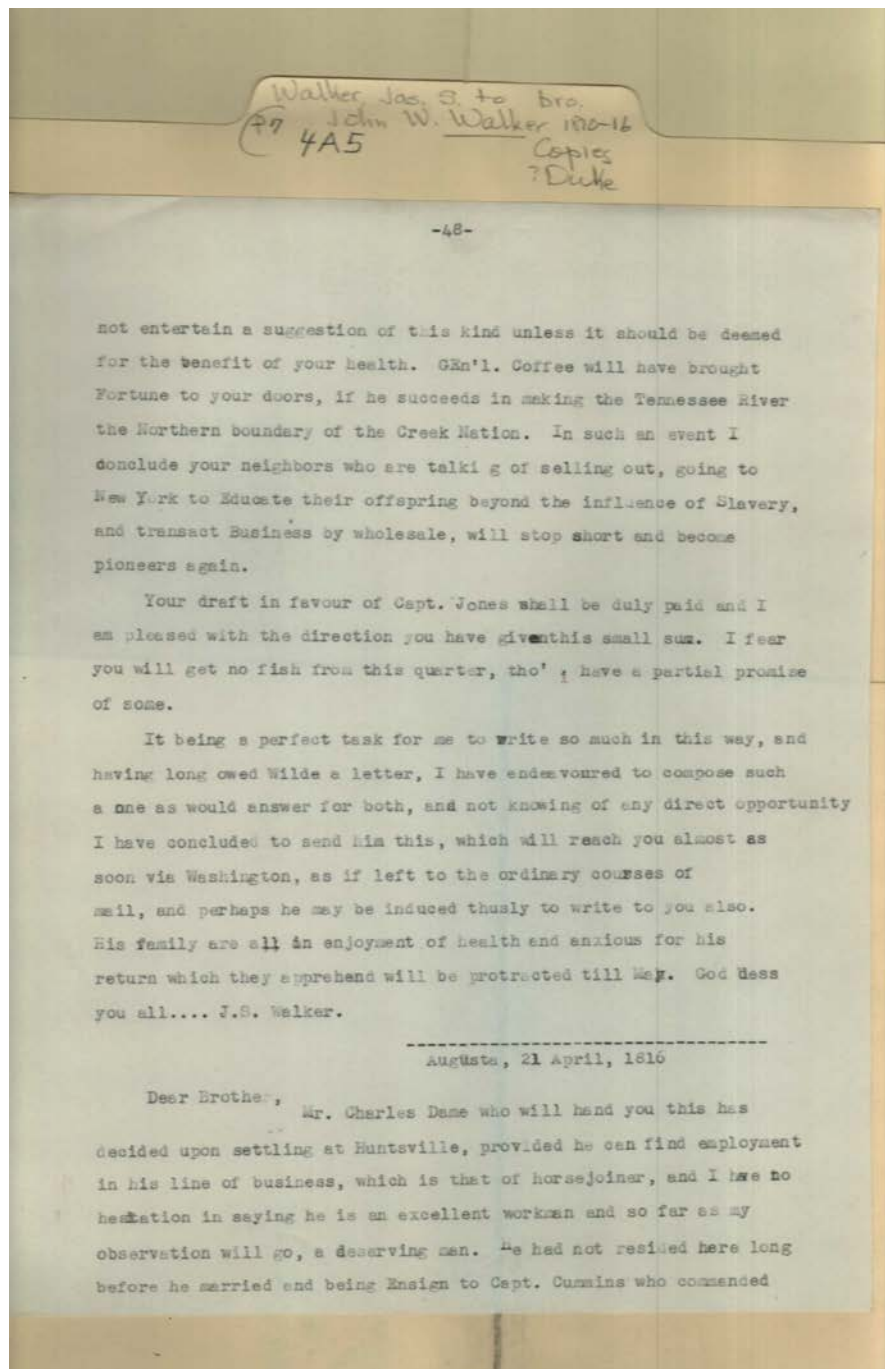 Walker, Jas. S. to bro.
John W. Walker 1810-16
4A5
Copies
? Duke
-48-
not entertain a suggestion of this kind unless it should be deemed
for the benefit of your health. GEn'l. Coffee will have brought
Fortune to your doors, if he succeeds in making the Tennessee River
the Northern boundary of the Creek Nation. In such an event I
donclude your neighbors who are talki g of selling out, going to
New York to Educate their offspring beyond the influence of Slavery,
and transact Business by wholesale, will stop short and become
pioneers again.
Your draft in favour of Capt. Jones shall be duly paid and I
am pleased with the direction you have giventhis small sum. I fear
you will get no fish from this quarter, tho' , have a partial promise
of some.
It being a perfect task for me to write so much in this way, and
having long owed Wilde a letter, I have endeavoured to compose such
a one as would answer for both, and not knowing of any direct opportunity
I have concluded to send him this, which will reach you almost as
soon via Washington, as if left to the ordinary courses of
mail, and perhaps he may be induced thusly to write to you also.
His family are all in enjoyment of health and anxious for his
return which they apprehend will be protracted till May. God dess
you all.... J.S. Walker.
Augusta, 21 April, 1816
Dear Brother,
Mr. Charles Dame who will hand you this has
decided upon settling at Huntsville, provided he can find employment
in his line of business, which is that of horsejoiner, and I have no
hesitation in saying he is an excellent workman and so far as my
observation will go, a deserving man. He had not resided here long
before he married and being Ensign to Capt. Cummins who commended